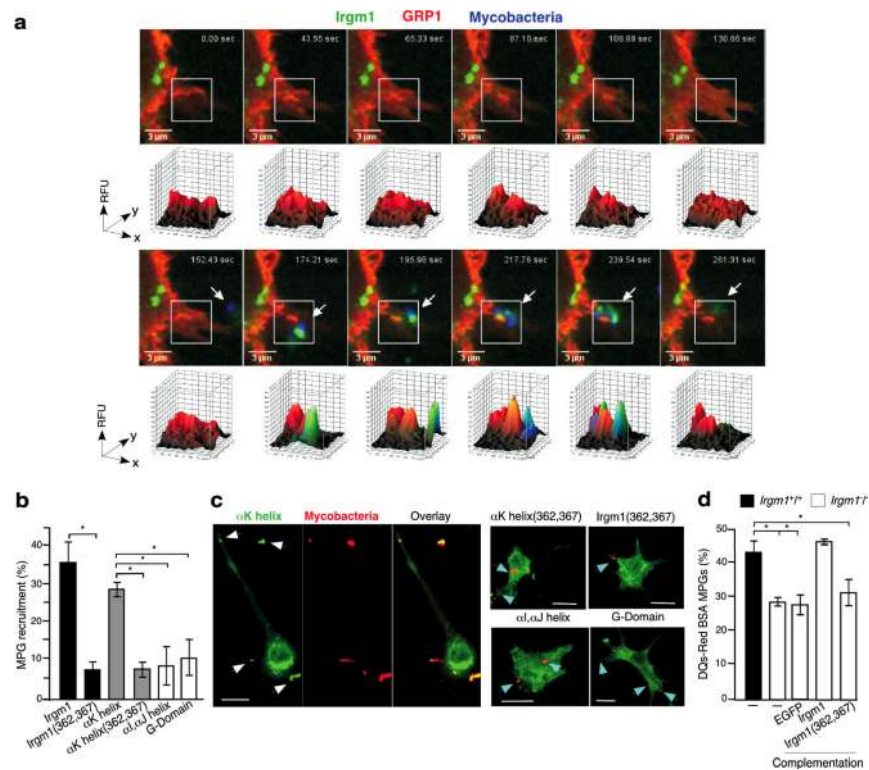 Irgm1 GRP1 Mycobacteria
a
0.00 sec 43.55 sec 65.33 sec 87.10 sec 108.88 sec 130.66 sec
3 µm 3 µm 3 µm 3 µm 3 µm 3 µm
RFU y x
152.43 sec 174.21 sec 195.98 sec 217.76 sec 239.54 sec 261.31 sec
3 µm 3 µm 3 µm 3 µm 3 µm 3 µm
RFU y x
b
MPG recruitment (%)
40
30
20
10
0
* * * *
Irgm1
Irgm1(362,367)
αK helix
αK helix(362,367)
αI,αJ helix
G-Domain
c
αK helix Mycobacteria Overlay
αK helix(362,367) Irgm1(362,367)
αI,αJ helix G-Domain
d
Irgm1+/+ Irgm1-/-
DQs-Red BSA MPGs (%)
50
40
30
20
10
0
* * *
– – EGFP Irgm1 Irgm1(362,367)
Complementation